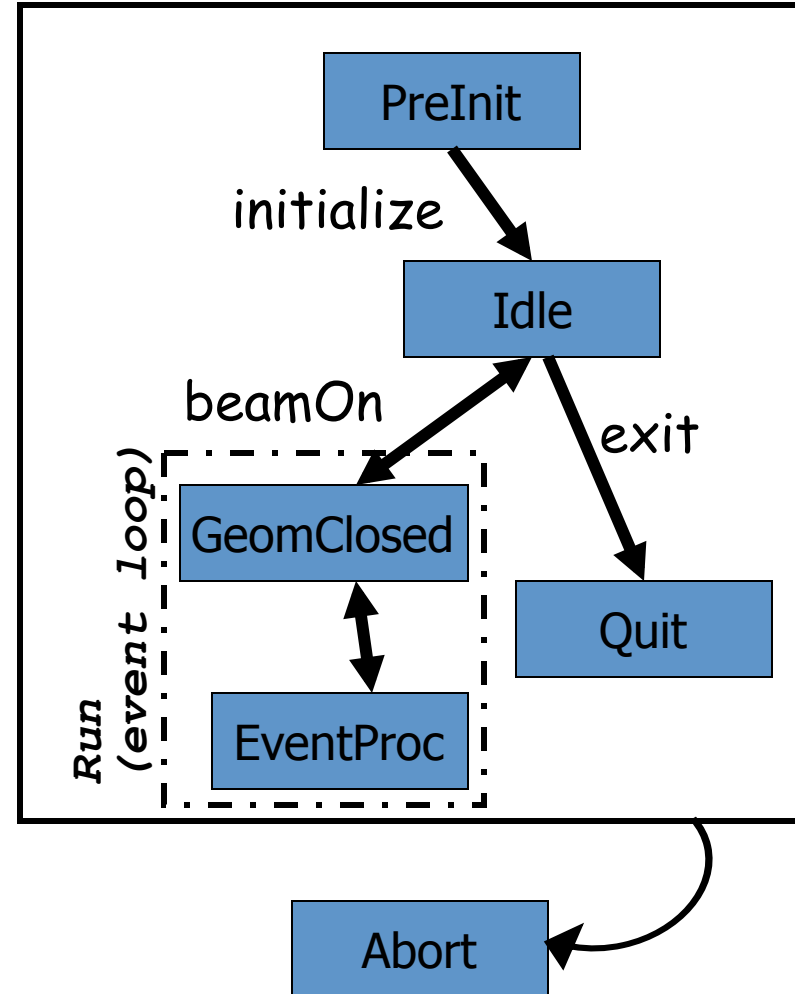 PreInit
initialize
Idle
beamOn
exit
Run
(event loop)
GeomClosed
Quit
EventProc
Abort